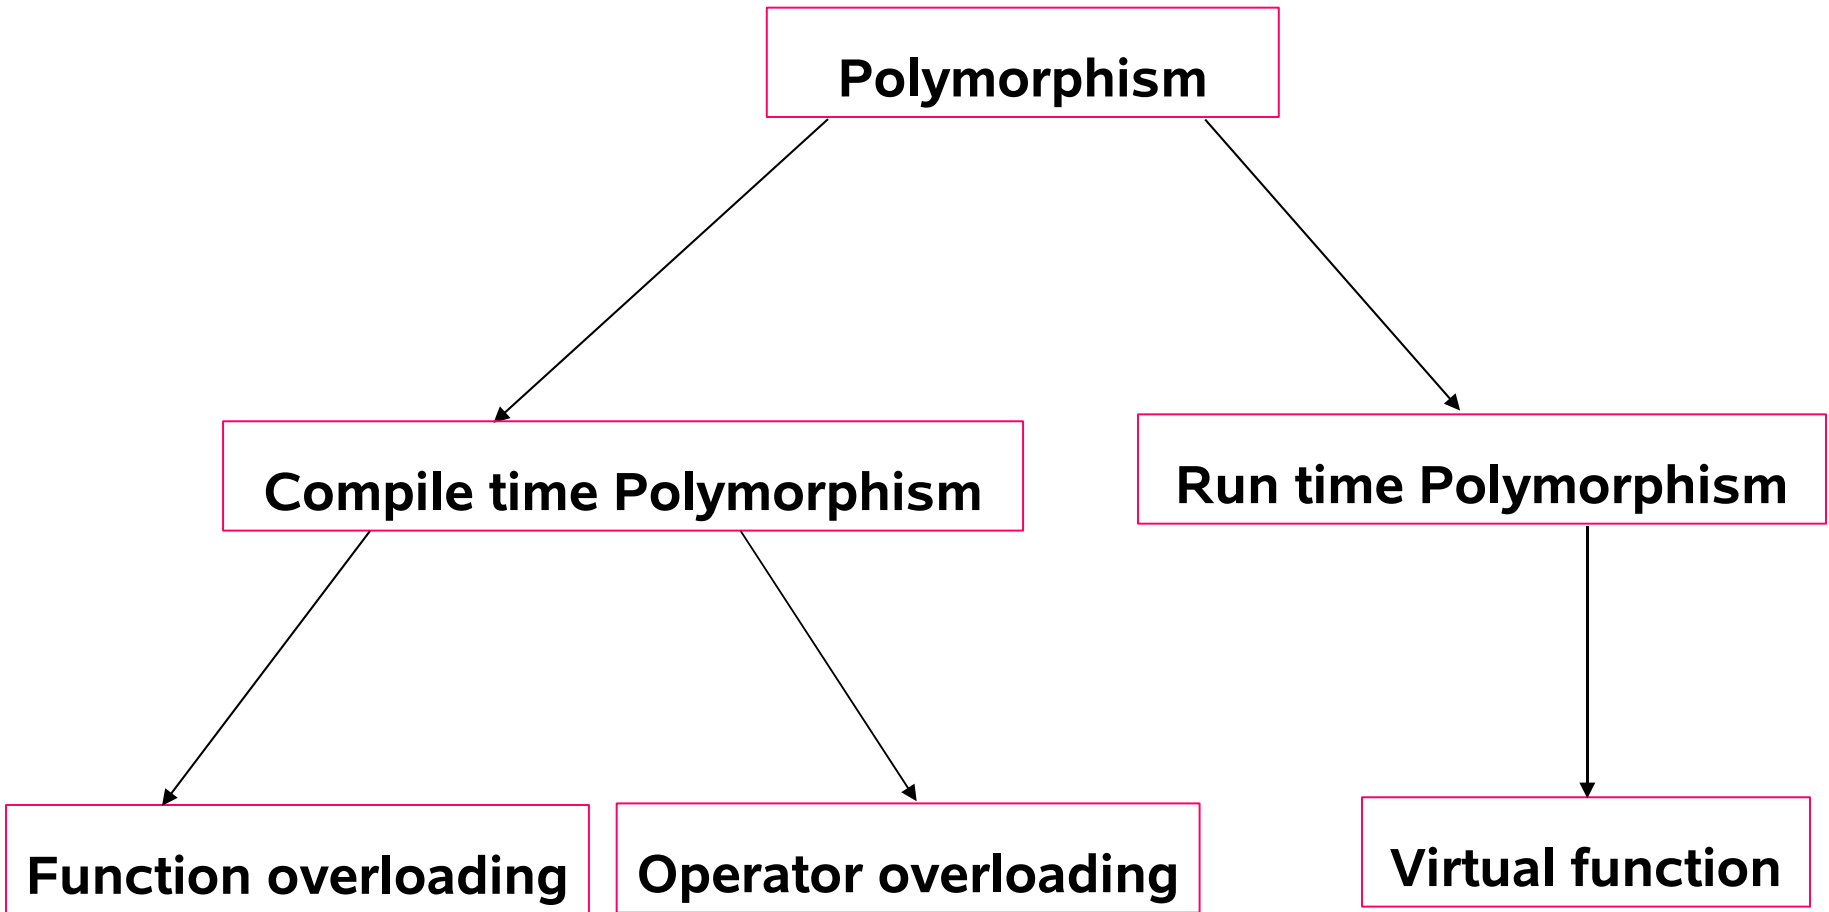 Polymorphism
Compile time Polymorphism
Run time Polymorphism
Function overloading
Operator overloading
Virtual function